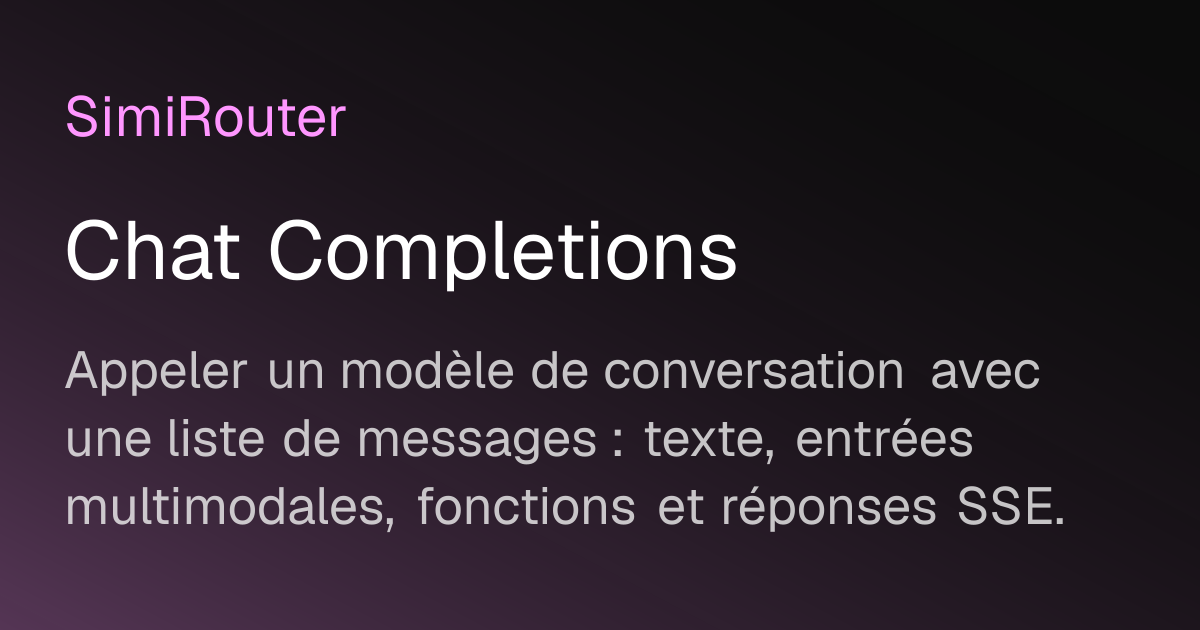 SimiRouter
Chat Completions
Appeler un modèle de conversation avec
une liste de messages : texte, entrées
multimodales, fonctions et réponses SSE.